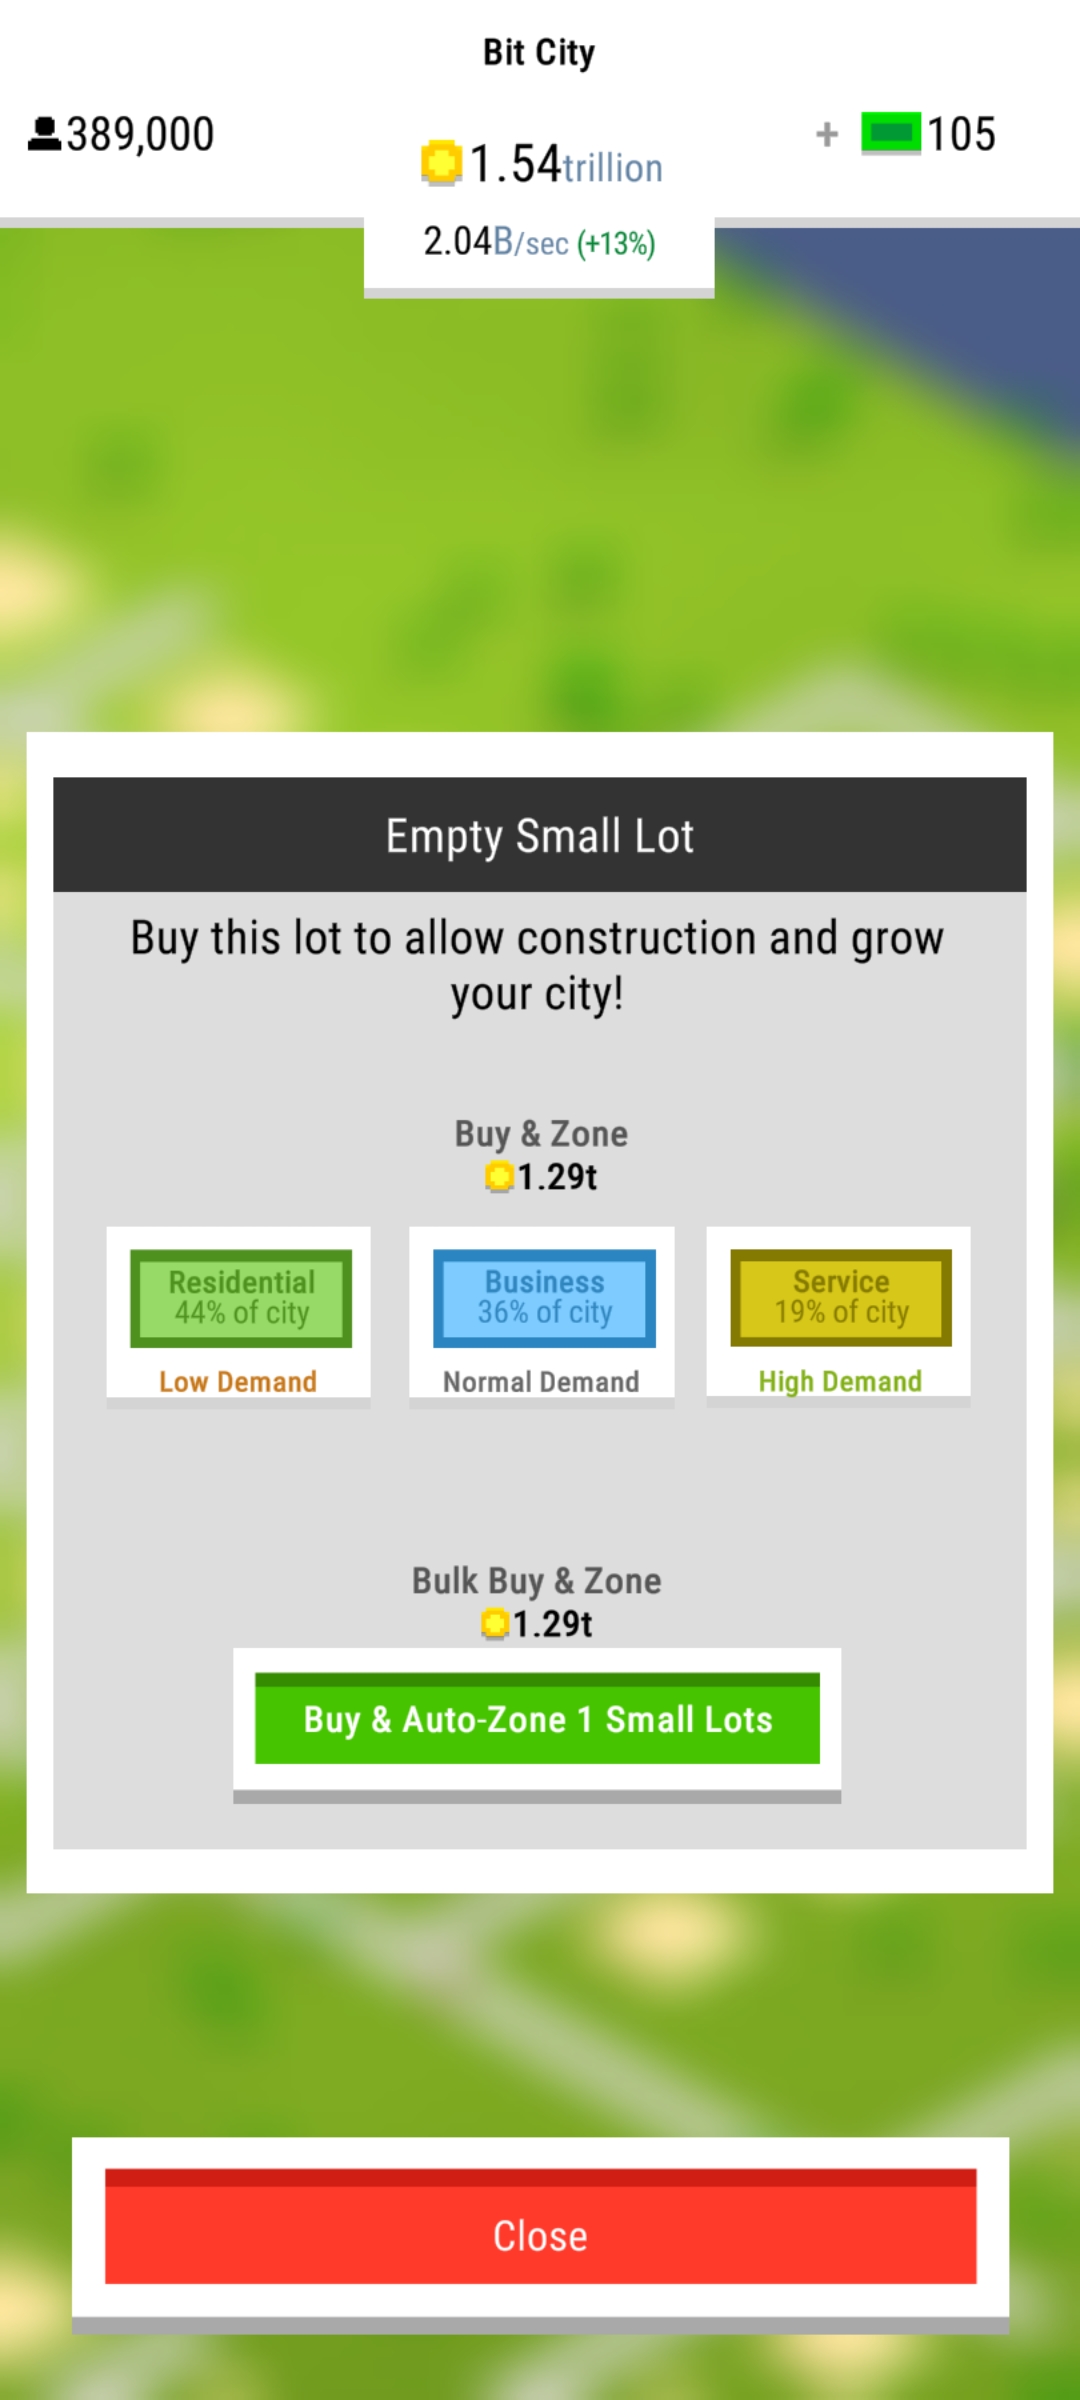 Bit City
389,000
1.54trillion
+ 105
2.04B/sec (+13%)
Empty Small Lot
Buy this lot to allow construction and grow
your city!
Buy & Zone
1.29t
Residential
44% of city
Low Demand
Business
36% of city
Normal Demand
Service
19% of city
High Demand
Bulk Buy & Zone
1.29t
Buy & Auto-Zone 1 Small Lots
Close